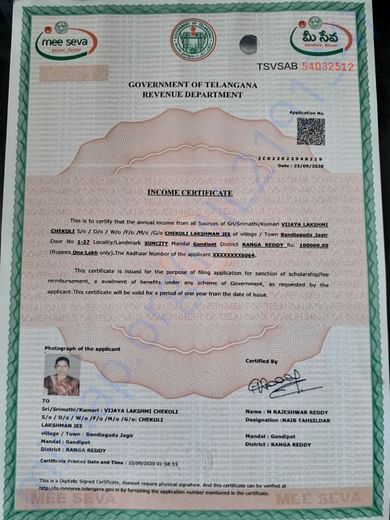 mee seva
మీ సేవ
TSVSAB 54032512
GOVERNMENT OF TELANGANA
REVENUE DEPARTMENT
Application No
Date : 23/09/2020
INCOME CERTIFICATE
This is to certify that the annual income from all Sources of Sri/Srimathi/Kumari VIJAYA LAKSHMI
CHEKOLI S/o / D/o / W/o /F/o /M/o /G/o CHEKOLI LAKSHMAN JEE of village / Town Bandlaguda Jagir
Door No 1-37 Locality/Landmark SUNCITY Mandal Gandipet District RANGA REDDY Rs. 100000.00
(Rupees One Lakh only).The Aadhaar Number of the applicant XXXXXXXX6064.
This certificate is issued for the purpose of filing application for sanction of scholarship/fee
reimbursement, a availment of benefits under any scheme of Government, as requested by the
applicant.This certificate will be valid for a period of one year from the date of issue.
Photograph of the applicant
Certified By
TO
Sri/Srimathi/Kumari : VIJAYA LAKSHMI CHEKOLI
S/o / D/o / W/o /F/o /M/o /G/o: CHEKOLI
LAKSHMAN JEE
village / Town : Bandlaguda Jagir
Mandal : Gandipet
District : RANGA REDDY
Name : M RAJESHWAR REDDY
Designation :NAIB TAHSILDAR
Mandal : Gandipet
District : RANGA REDDY
Certificate Printed Date and Time : 23/09/2020
This is a Digitally Signed Certificate, doesnot require physical signature. And this certificate can be verified at
by furnishing the application number mentioned in the certificate.
MEE SEVA
MEE SEVA